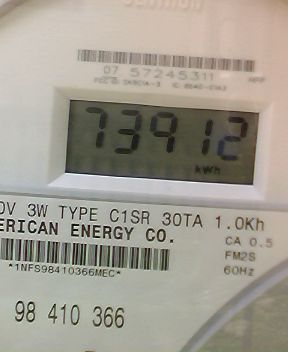 07 57245311
73912
kWh
0V 3W TYPE C1SR 30TA 1.0Kh
ERICAN ENERGY CO.
CA 0.5
FM2S
*1NFS98410366MEC*
60Hz
98 410 366